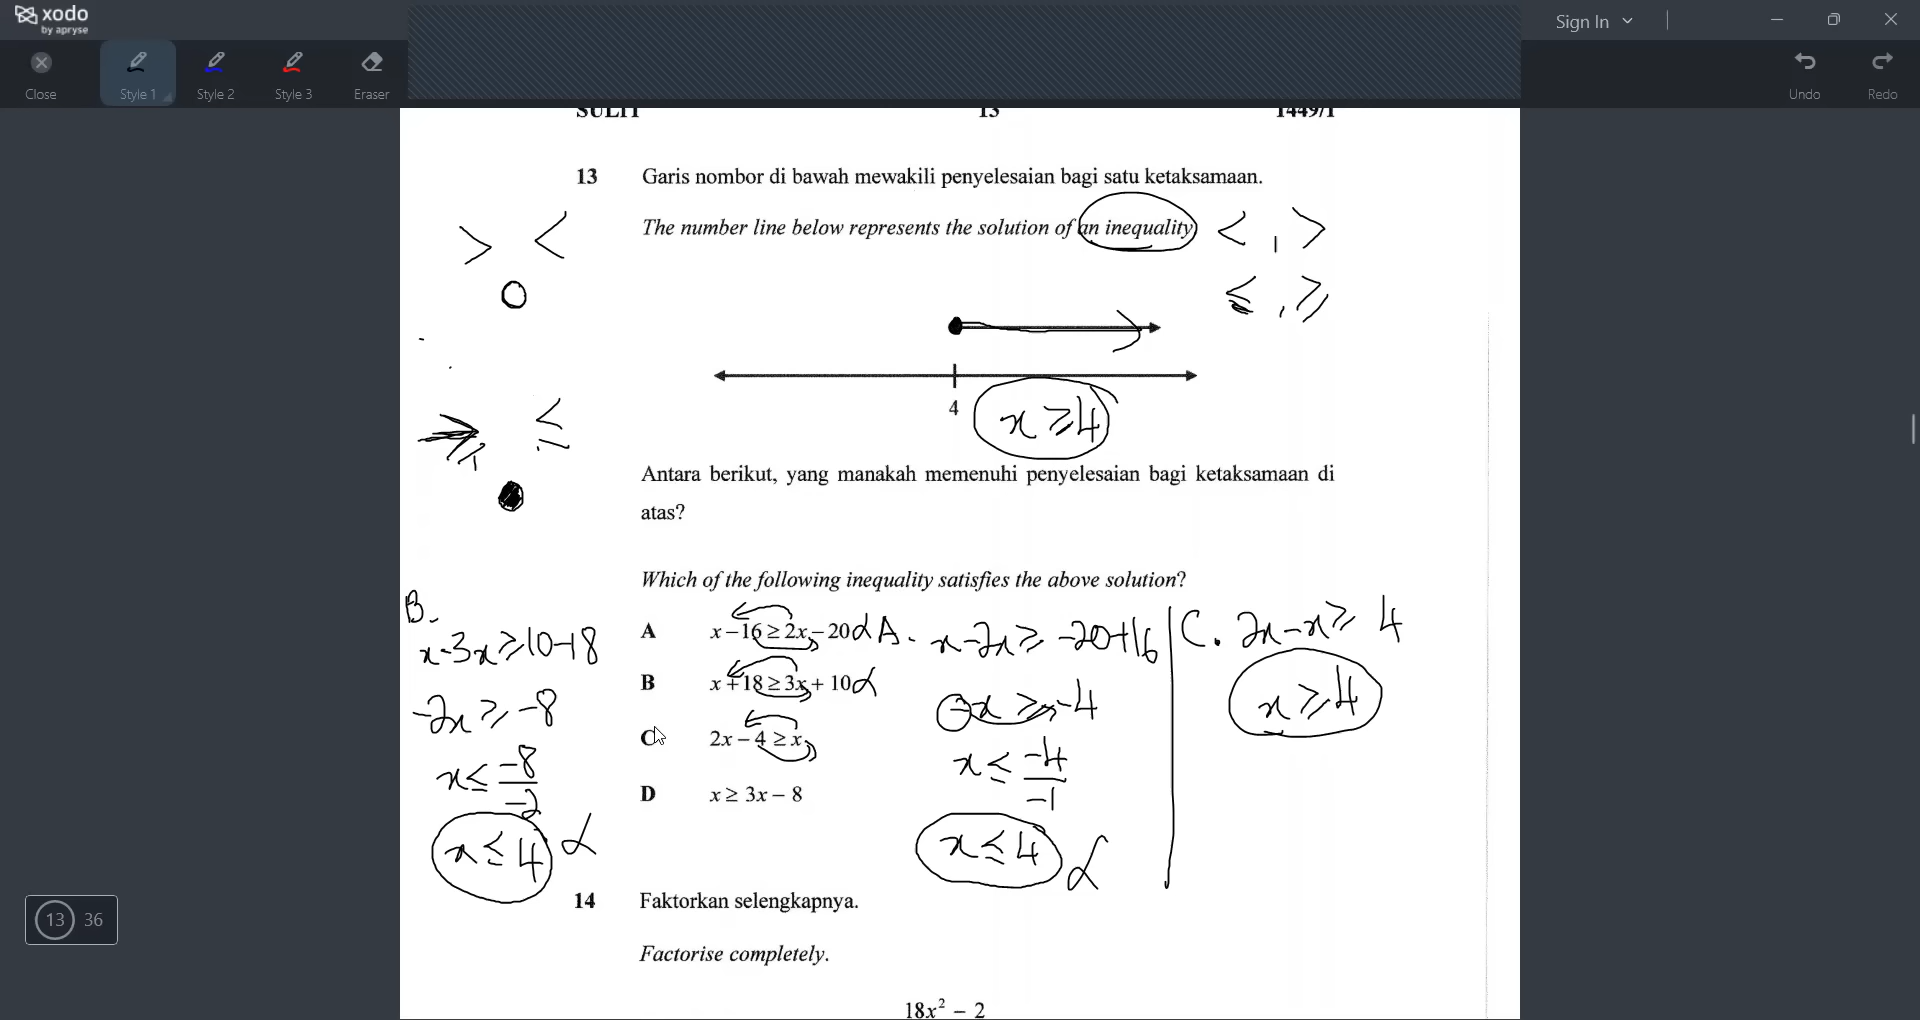 xodo
by apryse
Sign In
Close
Style 1
Style 2
Style 3
Eraser
Undo
Redo
SULIT 13 1449/1
13 Garis nombor di bawah mewakili penyelesaian bagi satu ketaksamaan.
The number line below represents the solution of an inequality
< , >
≤ , ≥
> <
4
x ≥ 4
≥, ≤
Antara berikut, yang manakah memenuhi penyelesaian bagi ketaksamaan di
atas?
Which of the following inequality satisfies the above solution?
A x – 16 ≥ 2x – 20
B x + 18 ≥ 3x + 10
C 2x – 4 ≥ x
D x ≥ 3x – 8
B.
x-3x ≥ 10-18
-2x ≥ -8
x ≤ -8/-2
x ≤ 4
A. x-2x ≥ -20+16
-x ≥ -4
x ≤ -4/-1
x ≤ 4
C. 2x-x ≥ 4
x ≥ 4
14 Faktorkan selengkapnya.
Factorise completely.
18x² – 2
13 36